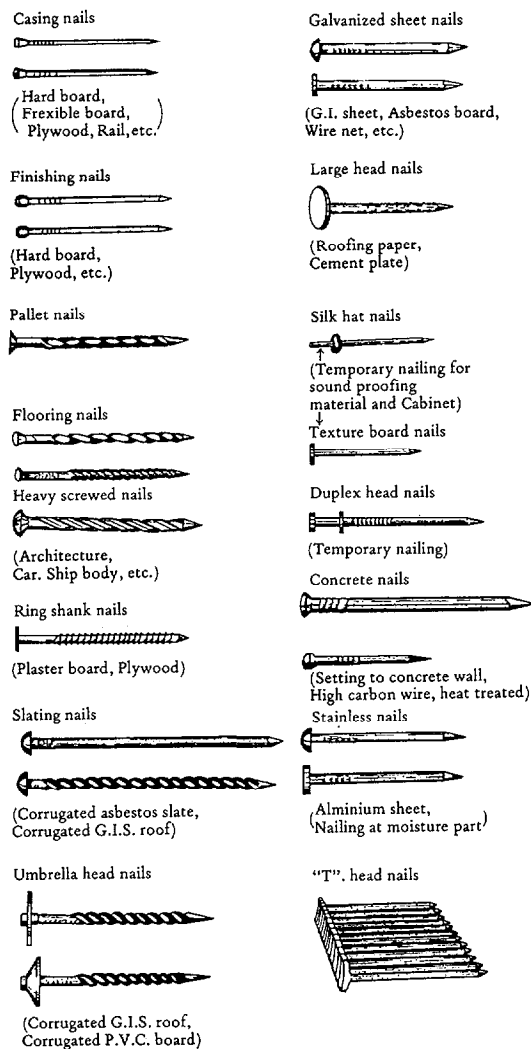 Casing nails
(Hard board,
Frexible board,
Plywood, Rail,etc.)
Finishing nails
(Hard board,
Plywood, etc.)
Pallet nails
Flooring nails
Heavy screwed nails
(Architecture,
Car. Ship body, etc.)
Ring shank nails
(Plaster board, Plywood)
Slating nails
(Corrugated asbestos slate,
Corrugated G.I.S. roof)
Umbrella head nails
(Corrugated G.I.S. roof,
Corrugated P.V.C. board)
Galvanized sheet nails
(G.I. sheet, Asbestos board,
Wire net, etc.)
Large head nails
(Roofing paper,
Cement plate)
Silk hat nails
↑
(Temporary nailing for
sound proofing
material and Cabinet)
↓
Texture board nails
Duplex head nails
(Temporary nailing)
Concrete nails
(Setting to concrete wall,
High carbon wire, heat treated)
Stainless nails
(Alminium sheet,
Nailing at moisture part)
“T”. head nails